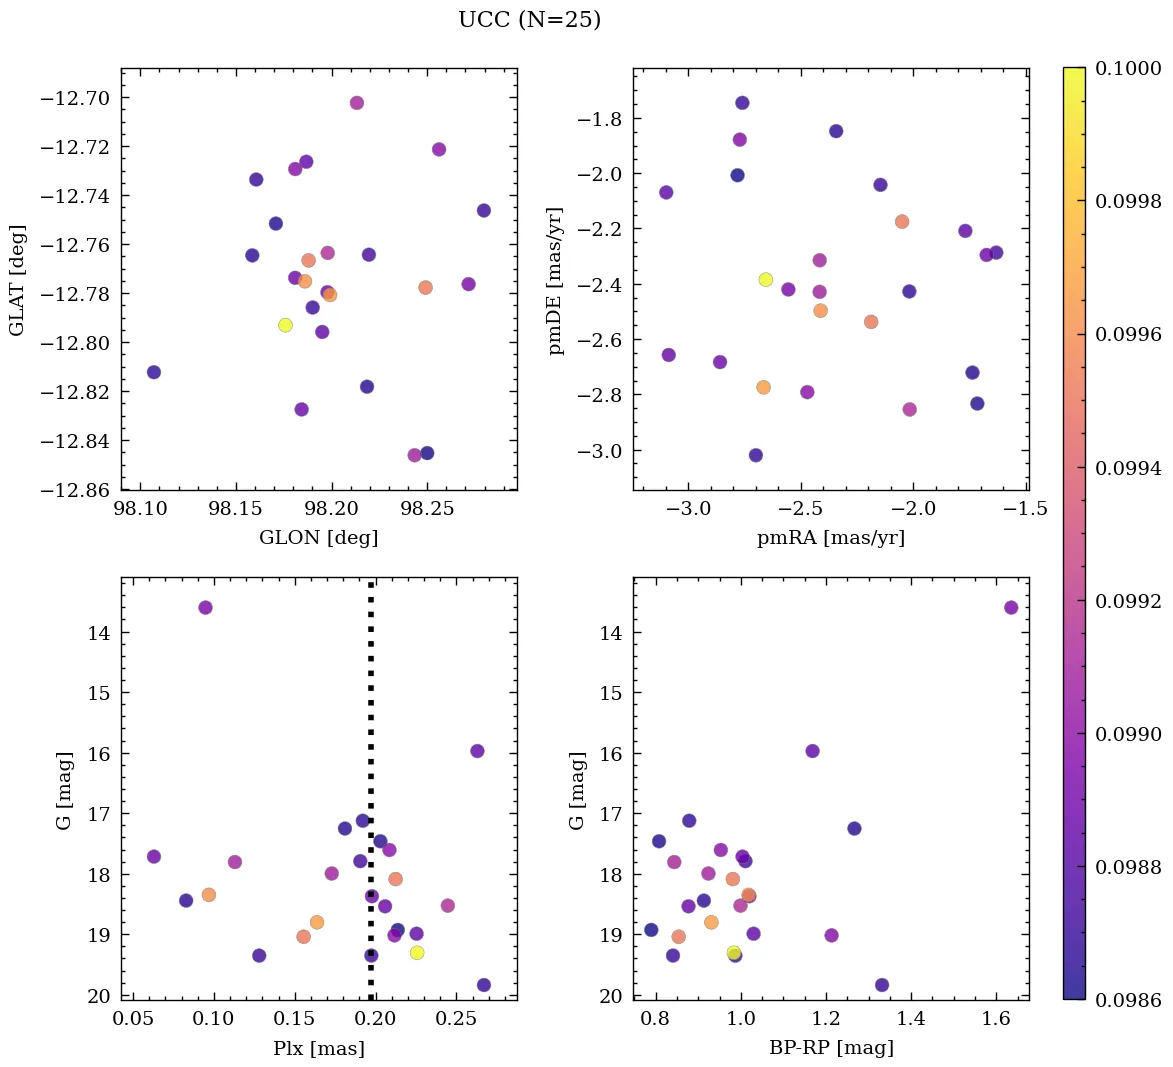 UCC (N=25)
−12.70
−12.72
−12.74
−12.76
−12.78
−12.80
−12.82
−12.84
−12.86
GLAT [deg]
98.10 98.15 98.20 98.25
GLON [deg]
−1.8
−2.0
−2.2
−2.4
−2.6
−2.8
−3.0
pmDE [mas/yr]
−3.0 −2.5 −2.0 −1.5
pmRA [mas/yr]
14
15
16
17
18
19
20
G [mag]
0.05 0.10 0.15 0.20 0.25
Plx [mas]
14
15
16
17
18
19
20
G [mag]
0.8 1.0 1.2 1.4 1.6
BP-RP [mag]
0.1000
0.0998
0.0996
0.0994
0.0992
0.0990
0.0988
0.0986